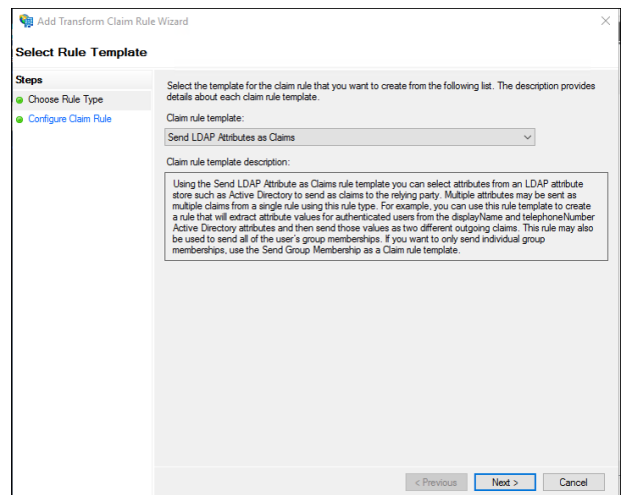 Add Transform Claim Rule Wizard
Select Rule Template
Steps
Choose Rule Type
Configure Claim Rule
Select the template for the claim rule that you want to create from the following list. The description provides
details about each claim rule template.
Claim rule template:
Send LDAP Attributes as Claims
Claim rule template description:
Using the Send LDAP Attribute as Claims rule template you can select attributes from an LDAP attribute
store such as Active Directory to send as claims to the relying party. Multiple attributes may be sent as
multiple claims from a single rule using this rule type. For example, you can use this rule template to create
a rule that will extract attribute values for authenticated users from the displayName and telephoneNumber
Active Directory attributes and then send those values as two different outgoing claims. This rule may also
be used to send all of the user's group memberships. If you want to only send individual group
memberships, use the Send Group Membership as a Claim rule template.
< Previous
Next >
Cancel